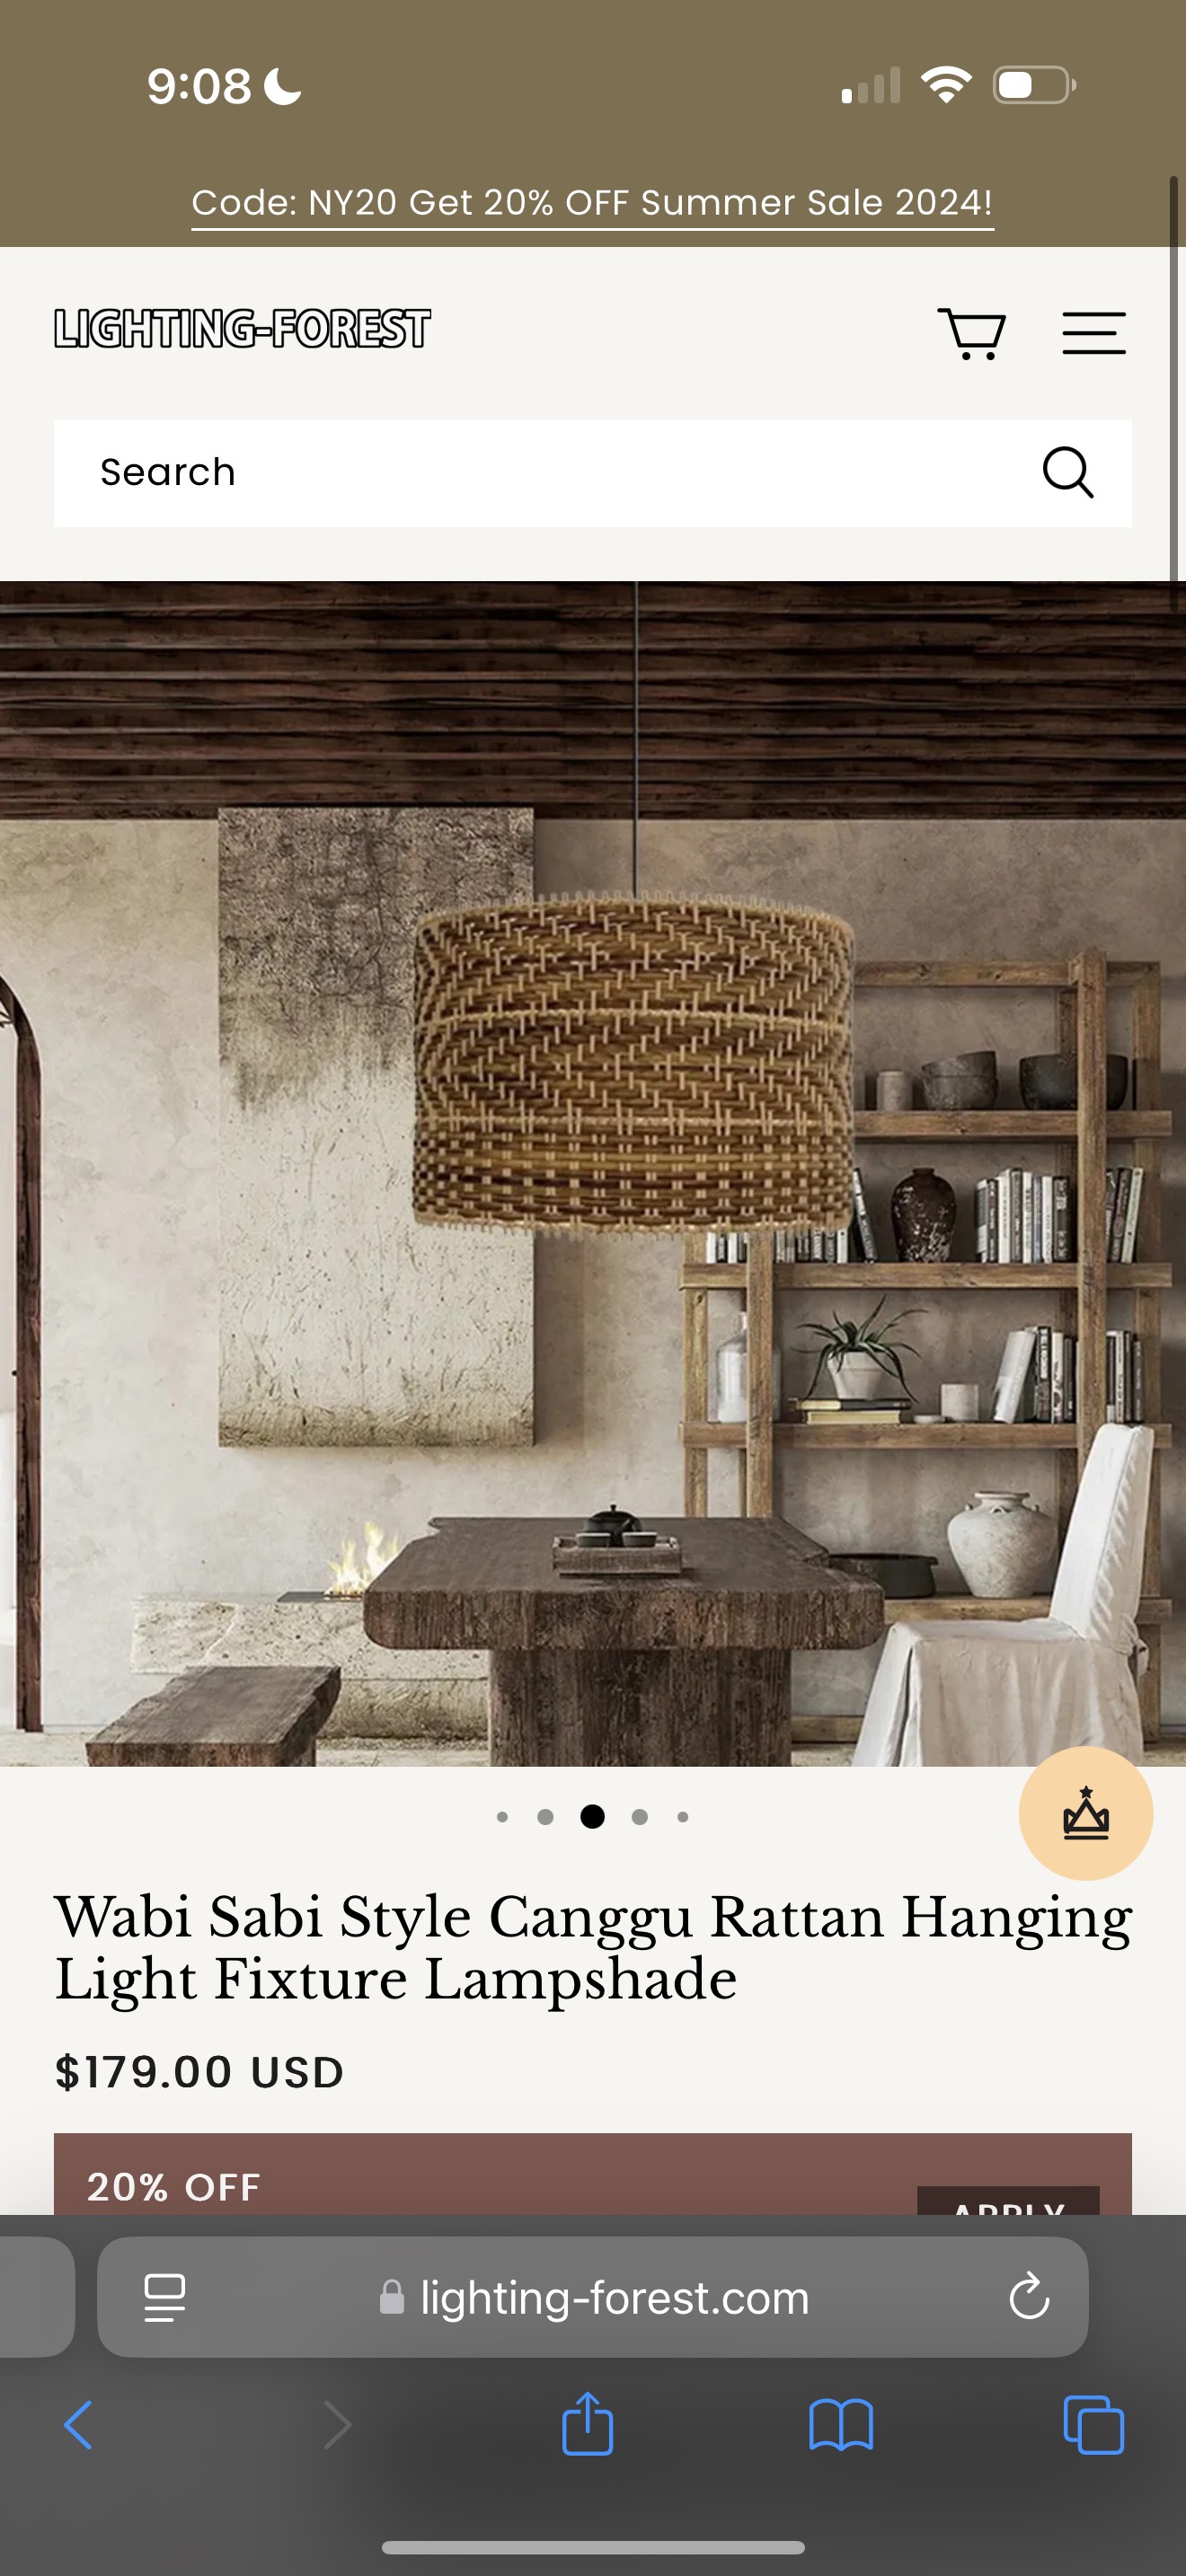 9:08
Code: NY20 Get 20% OFF Summer Sale 2024!
LIGHTING-FOREST
Search
Wabi Sabi Style Canggu Rattan Hanging
Light Fixture Lampshade
$179.00 USD
20% OFF
APPLY
lighting-forest.com